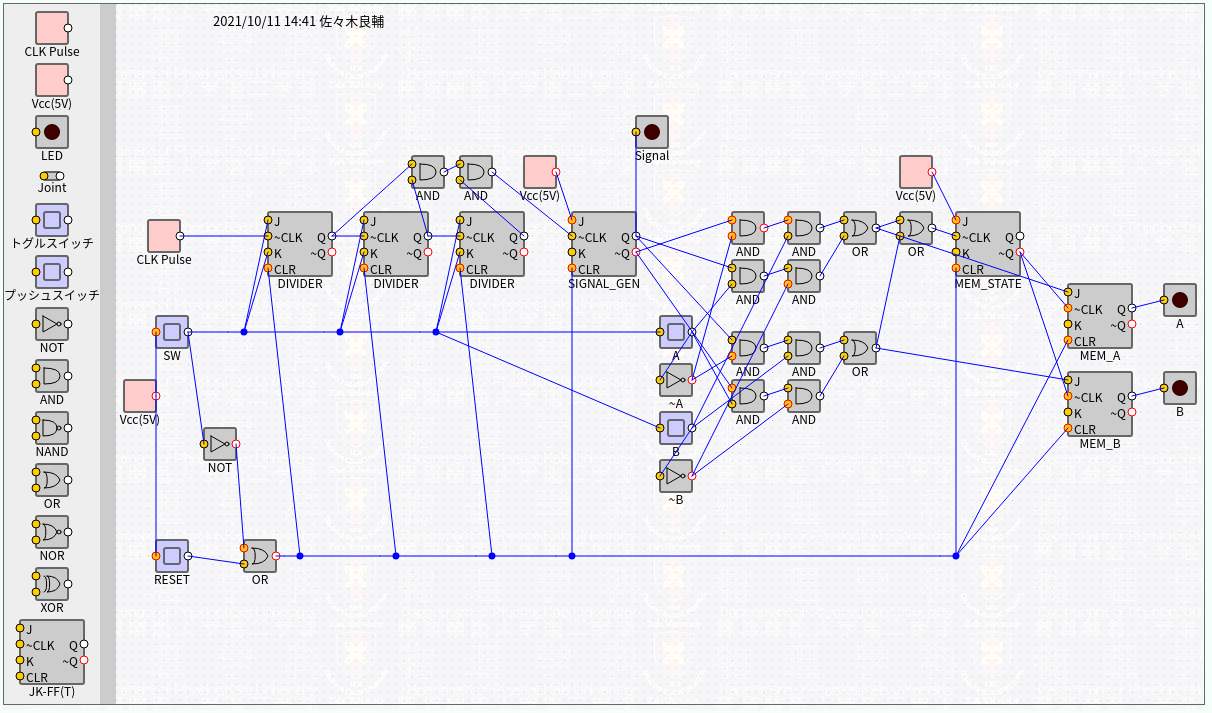 2021/10/11 14:41 佐々木良輔
CLK Pulse
Vcc(5V)
LED
Joint
トグルスイッチ
プッシュスイッチ
NOT
AND
NAND
OR
NOR
XOR
J
~CLK Q
K ~Q
CLR
JK-FF(T)
Signal
AND
AND
Vcc(5V)
Vcc(5V)
CLK Pulse
J
~CLK Q
K ~Q
CLR
DIVIDER
J
~CLK Q
K ~Q
CLR
DIVIDER
J
~CLK Q
K ~Q
CLR
DIVIDER
J
~CLK Q
K ~Q
CLR
SIGNAL_GEN
AND
AND
OR
OR
AND
AND
J
~CLK Q
K ~Q
CLR
MEM_STATE
SW
A
AND
AND
OR
J
~CLK Q
K ~Q
CLR
MEM_A
A
Vcc(5V)
~A
AND
AND
J
~CLK Q
K ~Q
CLR
MEM_B
B
NOT
B
~B
RESET
OR